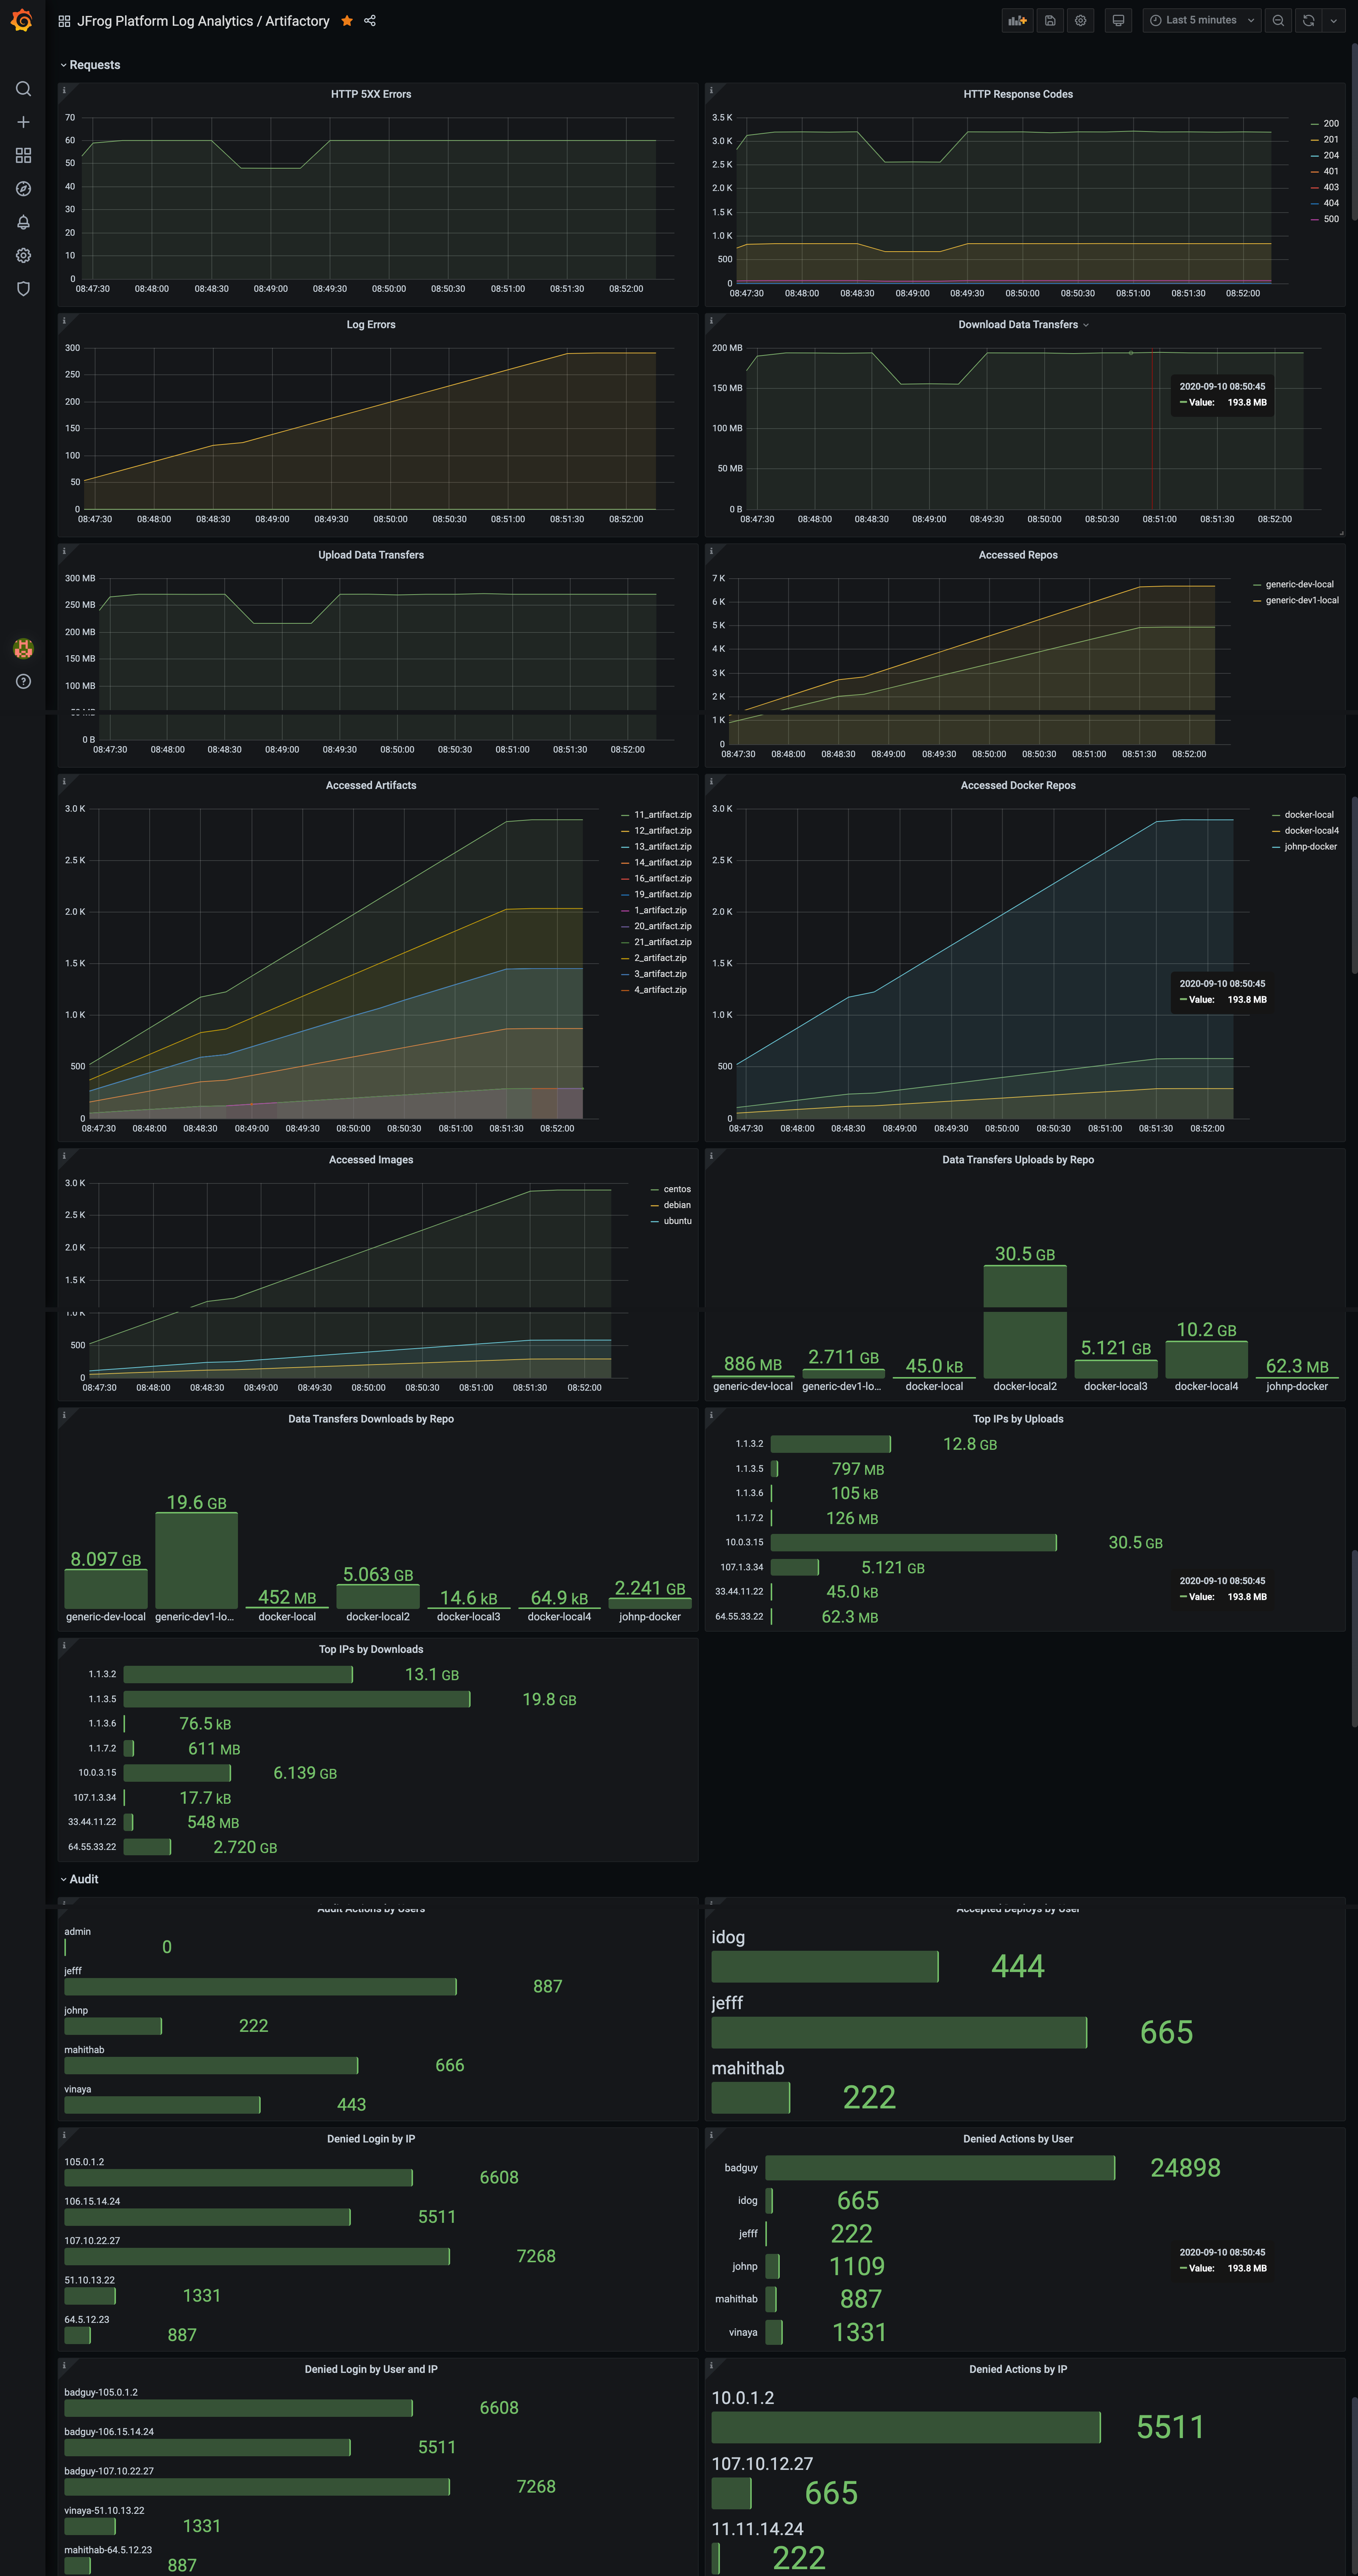 JFrog Platform Log Analytics / Artifactory
Last 5 minutes
Requests
HTTP 5XX Errors
70
60
50
40
30
20
10
0
08:47:30 08:48:00 08:48:30 08:49:00 08:49:30 08:50:00 08:50:30 08:51:00 08:51:30 08:52:00
HTTP Response Codes
3.5 K
3.0 K
2.5 K
2.0 K
1.5 K
1.0 K
500
0
08:47:30 08:48:00 08:48:30 08:49:00 08:49:30 08:50:00 08:50:30 08:51:00 08:51:30 08:52:00
200
201
204
401
403
404
500
Log Errors
300
250
200
150
100
50
0
08:47:30 08:48:00 08:48:30 08:49:00 08:49:30 08:50:00 08:50:30 08:51:00 08:51:30 08:52:00
Download Data Transfers
200 MB
150 MB
100 MB
50 MB
0 B
08:47:30 08:48:00 08:48:30 08:49:00 08:49:30 08:50:00 08:50:30 08:51:00 08:51:30 08:52:00
2020-09-10 08:50:45
Value: 193.8 MB
Upload Data Transfers
300 MB
250 MB
200 MB
150 MB
100 MB
0 B
08:47:30 08:48:00 08:48:30 08:49:00 08:49:30 08:50:00 08:50:30 08:51:00 08:51:30 08:52:00
Accessed Repos
7 K
6 K
5 K
4 K
3 K
2 K
1 K
0
08:47:30 08:48:00 08:48:30 08:49:00 08:49:30 08:50:00 08:50:30 08:51:00 08:51:30 08:52:00
generic-dev-local
generic-dev1-local
Accessed Artifacts
3.0 K
2.5 K
2.0 K
1.5 K
1.0 K
500
0
08:47:30 08:48:00 08:48:30 08:49:00 08:49:30 08:50:00 08:50:30 08:51:00 08:51:30 08:52:00
11_artifact.zip
12_artifact.zip
13_artifact.zip
14_artifact.zip
16_artifact.zip
19_artifact.zip
1_artifact.zip
20_artifact.zip
21_artifact.zip
2_artifact.zip
3_artifact.zip
4_artifact.zip
Accessed Docker Repos
3.0 K
2.5 K
2.0 K
1.5 K
1.0 K
500
0
08:47:30 08:48:00 08:48:30 08:49:00 08:49:30 08:50:00 08:50:30 08:51:00 08:51:30 08:52:00
docker-local
docker-local4
johnp-docker
2020-09-10 08:50:45
Value: 193.8 MB
Accessed Images
3.0 K
2.5 K
2.0 K
1.5 K
1.0 K
500
0
08:47:30 08:48:00 08:48:30 08:49:00 08:49:30 08:50:00 08:50:30 08:51:00 08:51:30 08:52:00
centos
debian
ubuntu
Data Transfers Uploads by Repo
886 MB 2.711 GB 45.0 kB 30.5 GB 5.121 GB 10.2 GB 62.3 MB
generic-dev-local generic-dev1-lo... docker-local docker-local2 docker-local3 docker-local4 johnp-docker
Data Transfers Downloads by Repo
8.097 GB 19.6 GB 452 MB 5.063 GB 14.6 kB 64.9 kB 2.241 GB
generic-dev-local generic-dev1-lo... docker-local docker-local2 docker-local3 docker-local4 johnp-docker
Top IPs by Uploads
1.1.3.2 12.8 GB
1.1.3.5 797 MB
1.1.3.6 105 kB
1.1.7.2 126 MB
10.0.3.15 30.5 GB
107.1.3.34 5.121 GB
33.44.11.22 45.0 kB
64.55.33.22 62.3 MB
2020-09-10 08:50:45
Value: 193.8 MB
Top IPs by Downloads
1.1.3.2 13.1 GB
1.1.3.5 19.8 GB
1.1.3.6 76.5 kB
1.1.7.2 611 MB
10.0.3.15 6.139 GB
107.1.3.34 17.7 kB
33.44.11.22 548 MB
64.55.33.22 2.720 GB
Audit
Audit Actions by Users
admin
0
jefff
887
johnp
222
mahithab
666
vinaya
443
Accepted Deploys by User
idog
444
jefff
665
mahithab
222
Denied Login by IP
105.0.1.2
6608
106.15.14.24
5511
107.10.22.27
7268
51.10.13.22
1331
64.5.12.23
887
Denied Actions by User
badguy 24898
idog 665
jefff 222
johnp 1109
mahithab 887
vinaya 1331
2020-09-10 08:50:45
Value: 193.8 MB
Denied Login by User and IP
badguy-105.0.1.2
6608
badguy-106.15.14.24
5511
badguy-107.10.22.27
7268
vinaya-51.10.13.22
1331
mahithab-64.5.12.23
887
Denied Actions by IP
10.0.1.2
5511
107.10.12.27
665
11.11.14.24
222